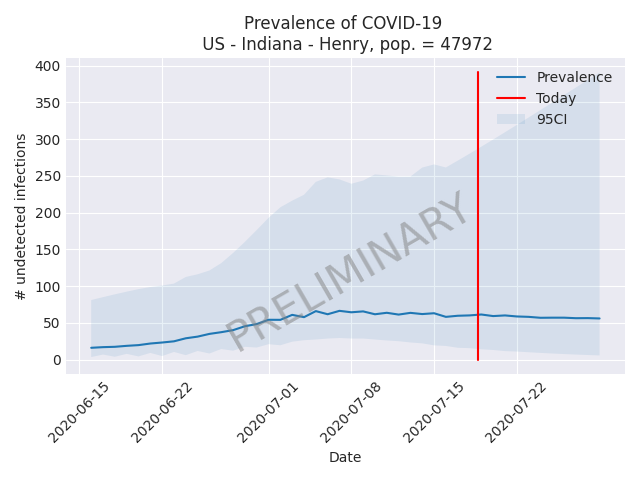 Prevalence of COVID-19
US - Indiana - Henry, pop. = 47972
400
350
300
250
200
150
100
50
0
# undetected infections
Prevalence
Today
95CI
PRELIMINARY
2020-06-15
2020-06-22
2020-07-01
2020-07-08
2020-07-15
2020-07-22
Date